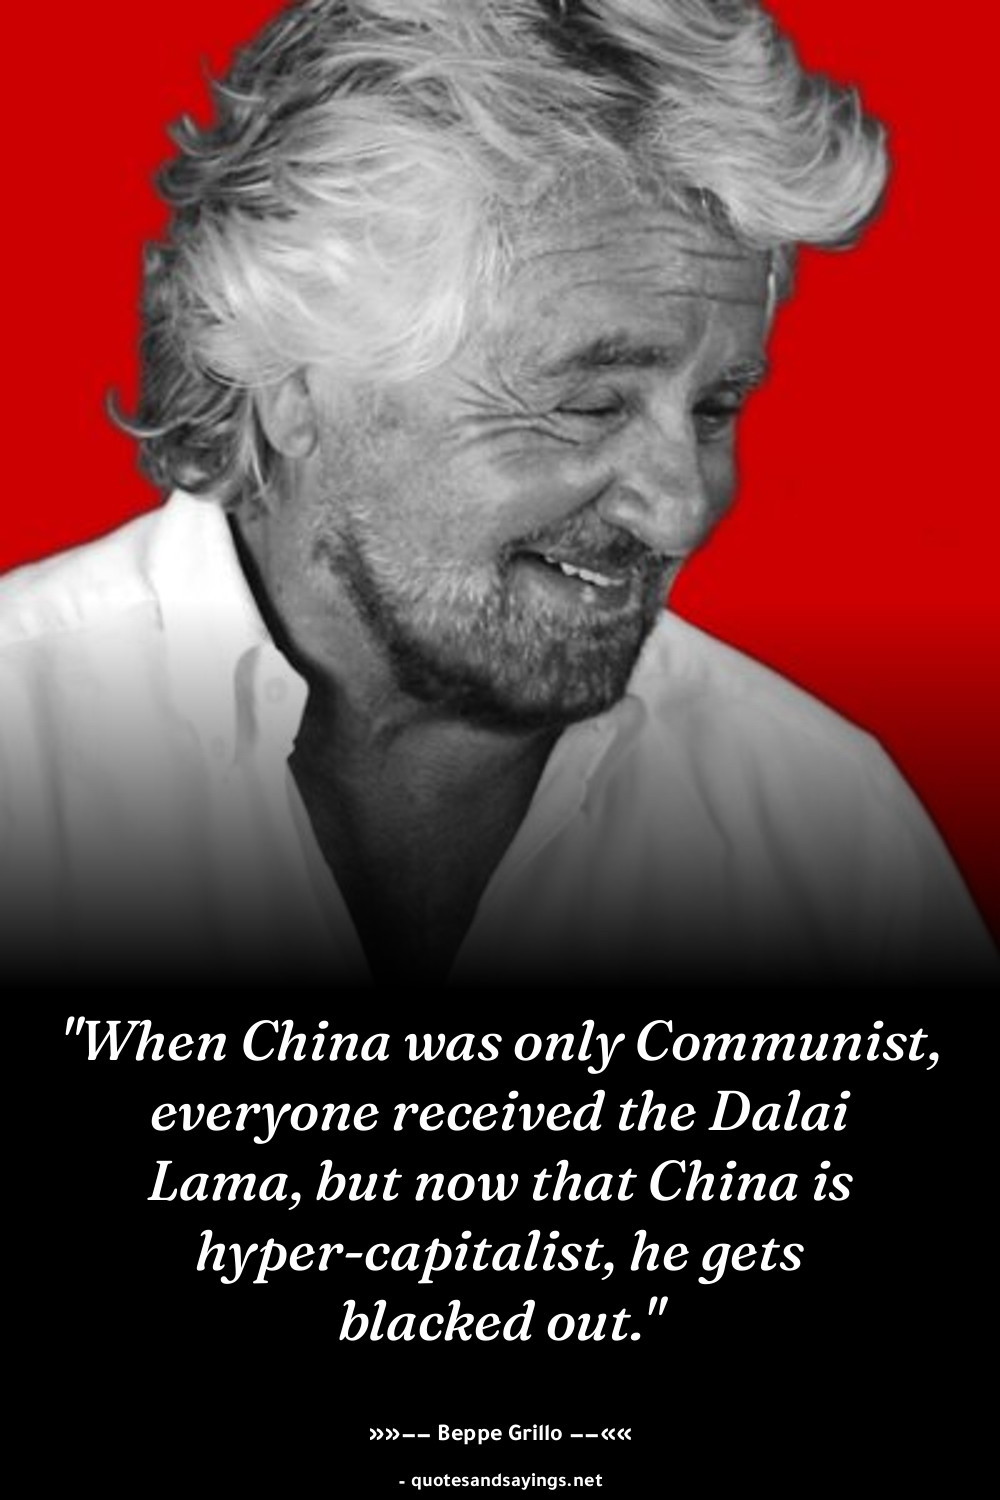 "When China was only Communist,
everyone received the Dalai
Lama, but now that China is
hyper-capitalist, he gets
blacked out."
»»–– Beppe Grillo ––««
- quotesandsayings.net